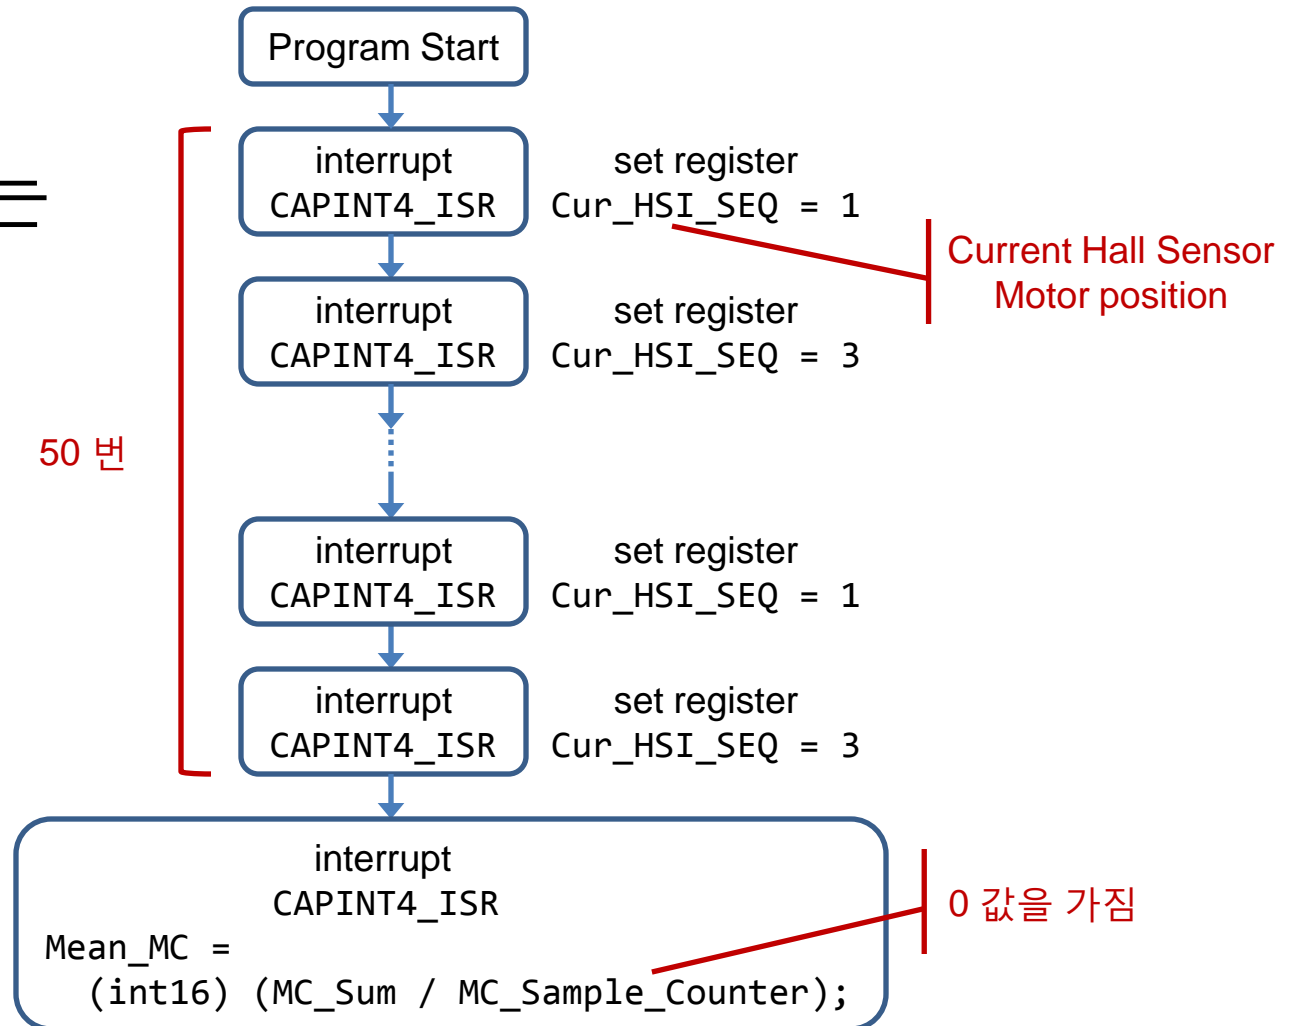 Program Start
interrupt
CAPINT4_ISR
set register
Cur_HSI_SEQ = 1
Current Hall Sensor
Motor position
interrupt
CAPINT4_ISR
set register
Cur_HSI_SEQ = 3
50 번
interrupt
CAPINT4_ISR
set register
Cur_HSI_SEQ = 1
interrupt
CAPINT4_ISR
set register
Cur_HSI_SEQ = 3
interrupt
CAPINT4_ISR
Mean_MC =
(int16) (MC_Sum / MC_Sample_Counter);
0 값을 가짐